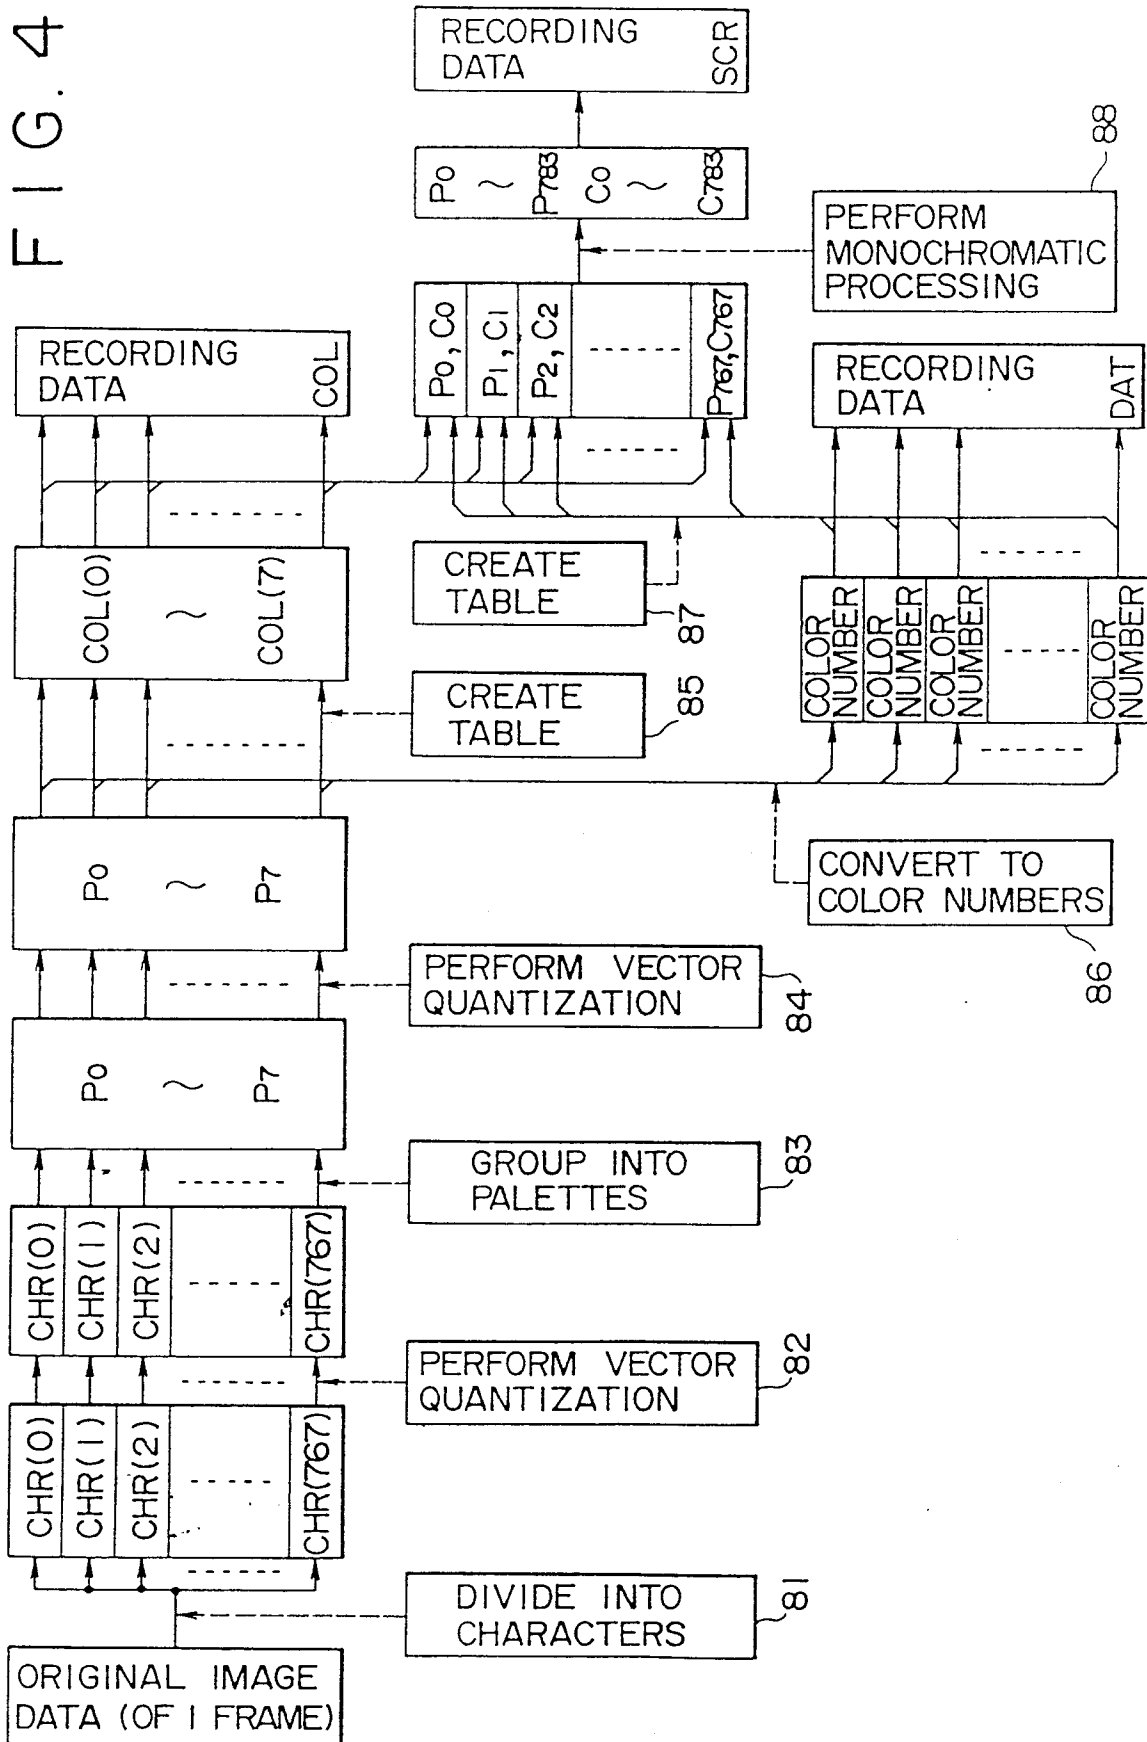 FIG. 4
ORIGINAL IMAGE
DATA (OF 1 FRAME)
DIVIDE INTO
CHARACTERS
81
CHR(0)
CHR(1)
CHR(2)
CHR(767)
PERFORM VECTOR
QUANTIZATION
82
CHR(0)
CHR(1)
CHR(2)
CHR(767)
GROUP INTO
PALETTES
83
P0
~
P7
PERFORM VECTOR
QUANTIZATION
84
P0
~
P7
CONVERT TO
COLOR NUMBERS
86
CREATE
TABLE
85
COL(0)
~
COL(7)
CREATE
TABLE
87
COLOR
NUMBER
COLOR
NUMBER
COLOR
NUMBER
COLOR
NUMBER
RECORDING
DATA
COL
P0, C0
P1, C1
P2, C2
P767, C767
RECORDING
DATA
DAT
PERFORM
MONOCHROMATIC
PROCESSING
88
P0
~
P783
C0
~
C783
RECORDING
DATA
SCR